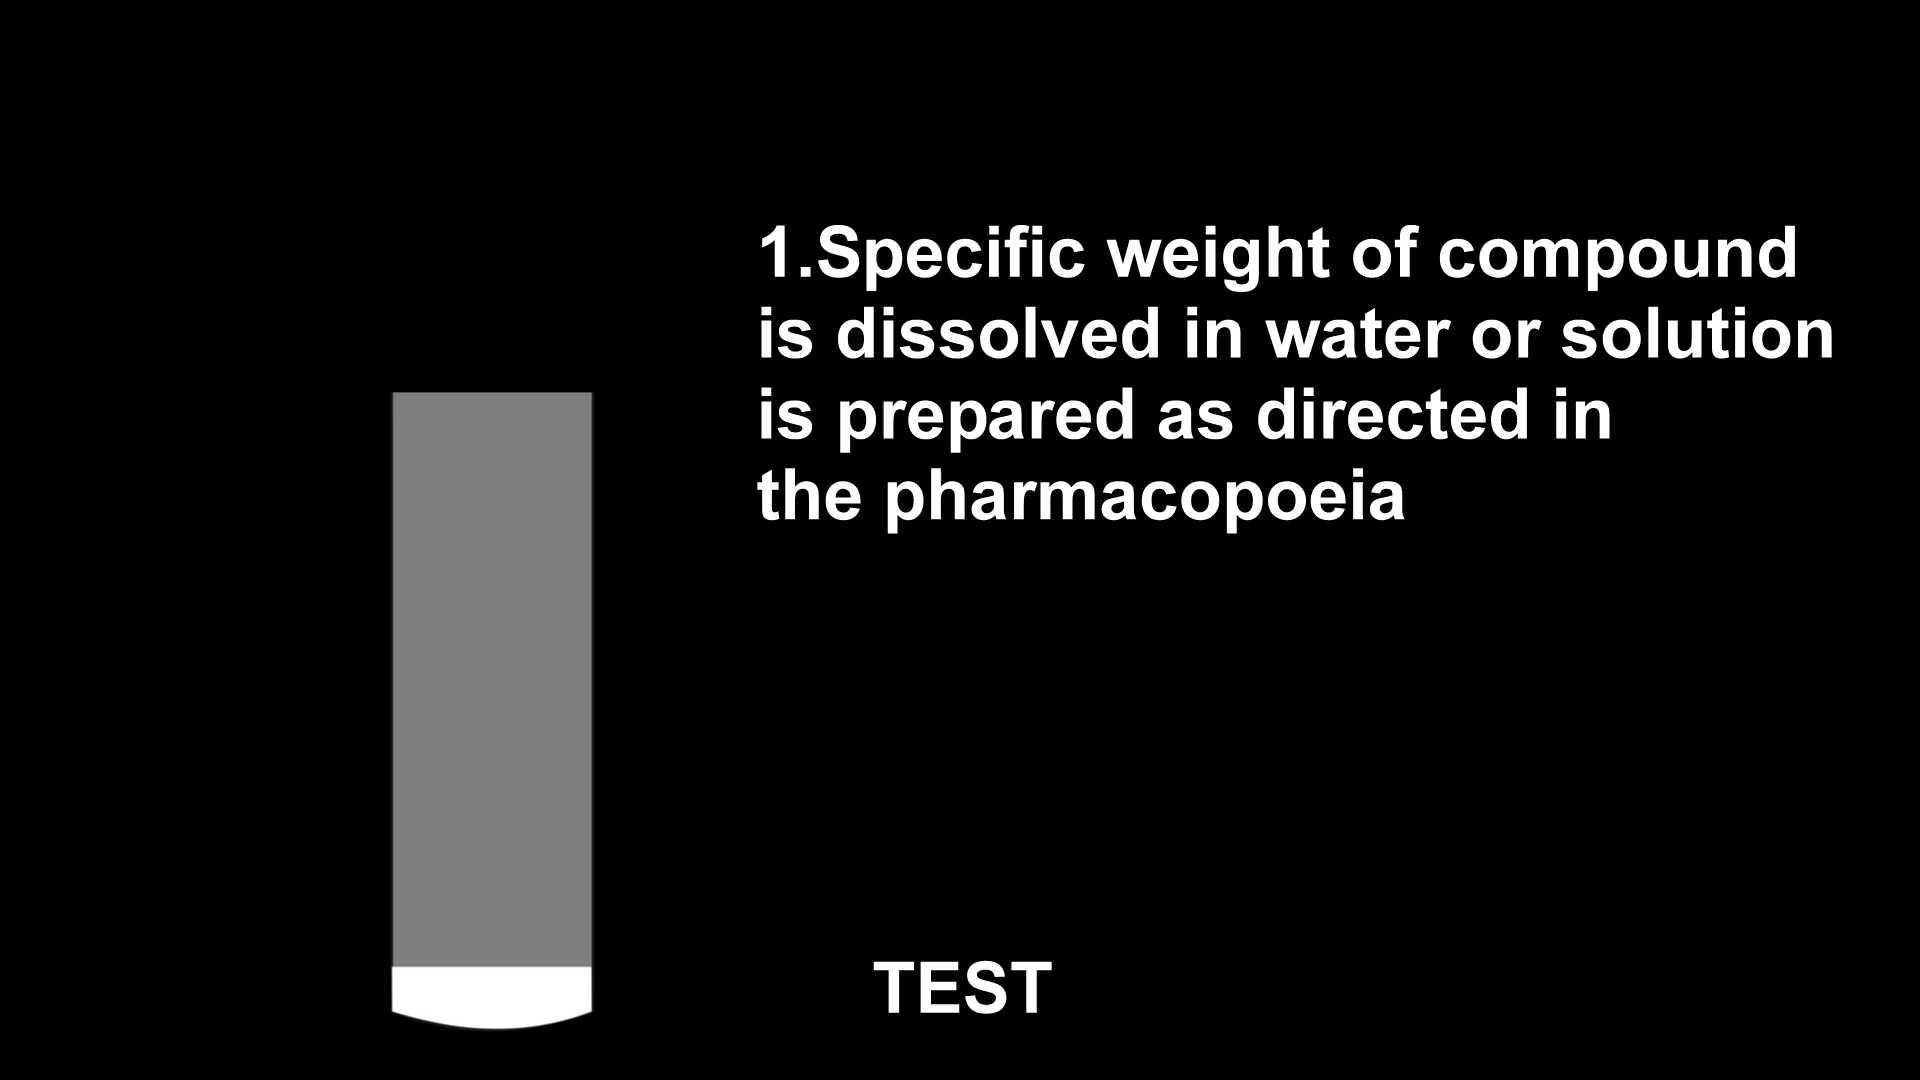 1.Specific weight of compound
is dissolved in water or solution
is prepared as directed in
the pharmacopoeia
TEST